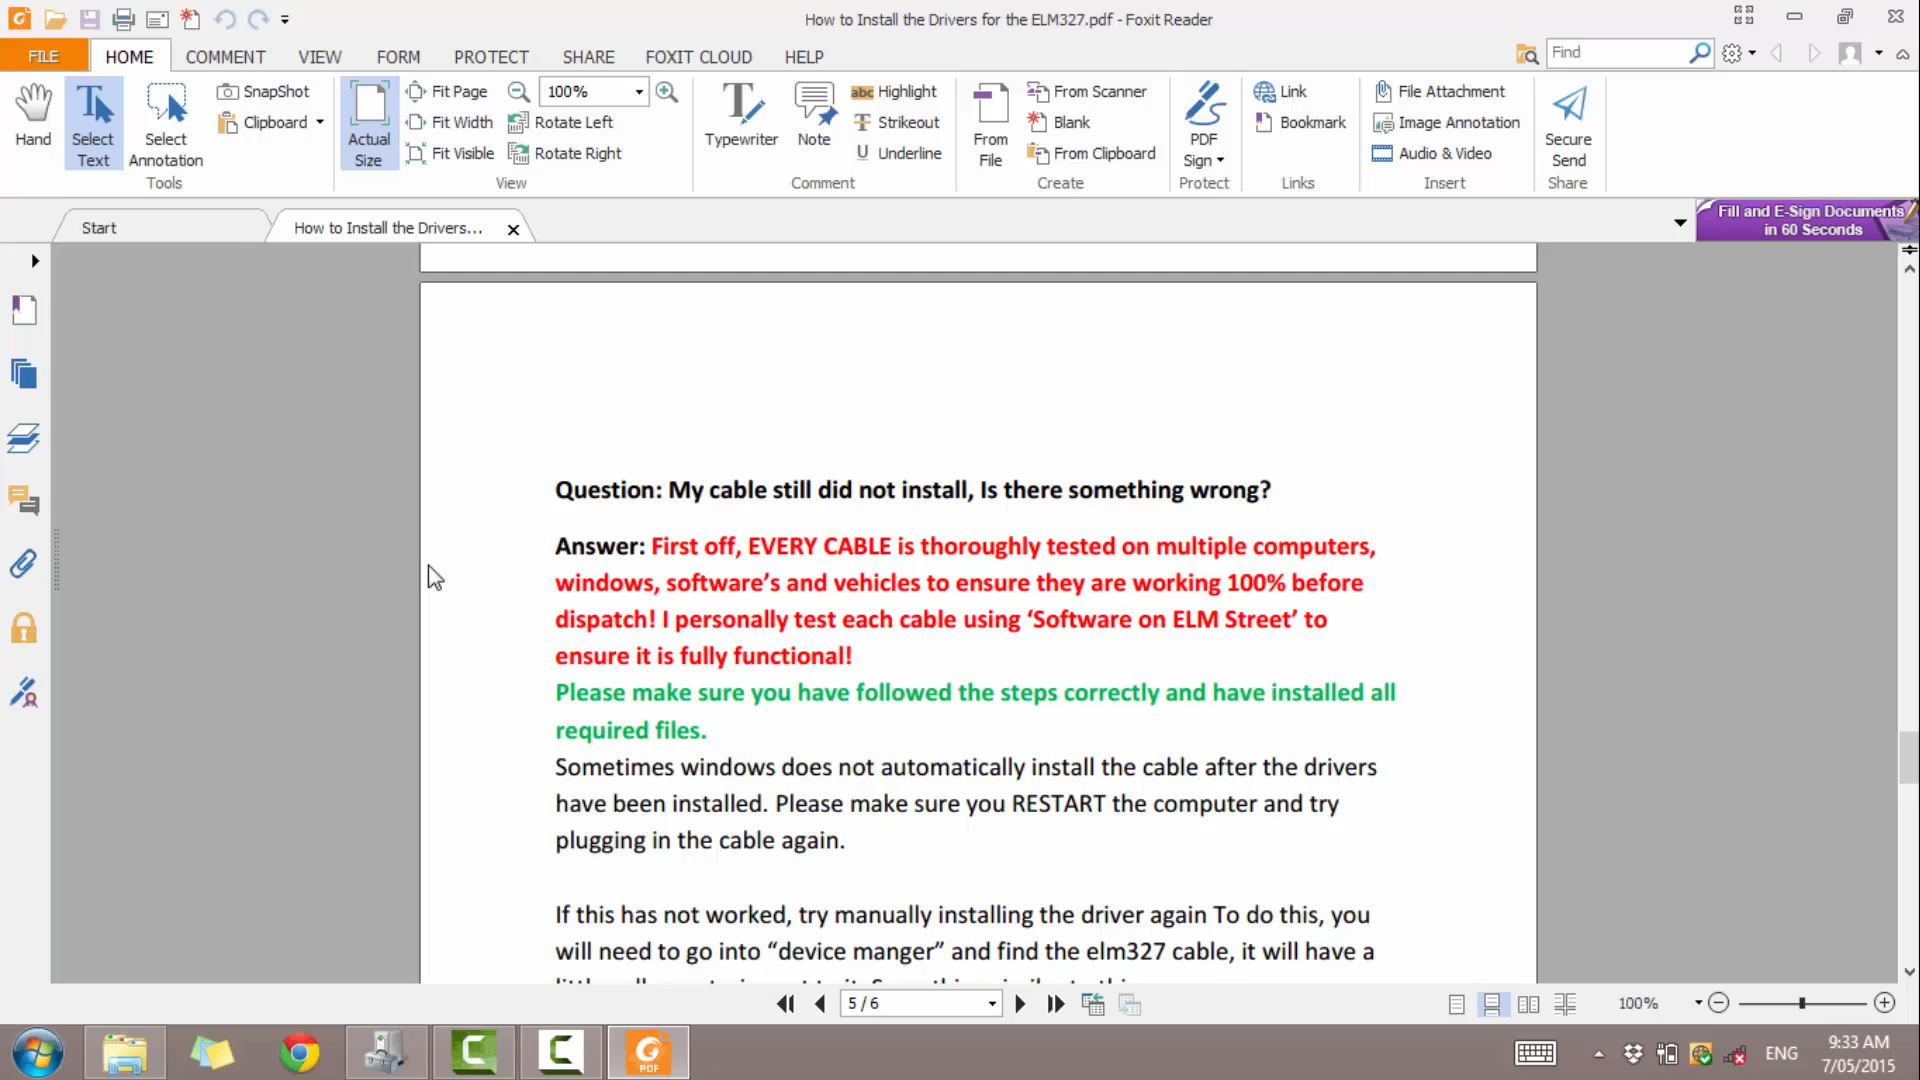 How to Install the Drivers for the ELM327.pdf - Foxit Reader
FILE HOME COMMENT VIEW FORM PROTECT SHARE FOXIT CLOUD HELP Find
Hand
Select Text
Select Annotation
SnapShot
Clipboard
Tools
Actual Size
Fit Page
Fit Width
Fit Visible
100%
Rotate Left
Rotate Right
View
Typewriter
Note
abc Highlight
Strikeout
Underline
Comment
From File
From Scanner
Blank
From Clipboard
Create
PDF Sign
Protect
Link
Bookmark
Links
File Attachment
Image Annotation
Audio & Video
Insert
Secure Send
Share
Start
How to Install the Drivers...
Fill and E-Sign Documents
in 60 Seconds
Question: My cable still did not install, Is there something wrong?
Answer: First off, EVERY CABLE is thoroughly tested on multiple computers,
windows, software’s and vehicles to ensure they are working 100% before
dispatch! I personally test each cable using ‘Software on ELM Street’ to
ensure it is fully functional!
Please make sure you have followed the steps correctly and have installed all
required files.
Sometimes windows does not automatically install the cable after the drivers
have been installed. Please make sure you RESTART the computer and try
plugging in the cable again.
If this has not worked, try manually installing the driver again To do this, you
will need to go into “device manger” and find the elm327 cable, it will have a
5 / 6
100%
PDF
ENG
9:33 AM
7/05/2015